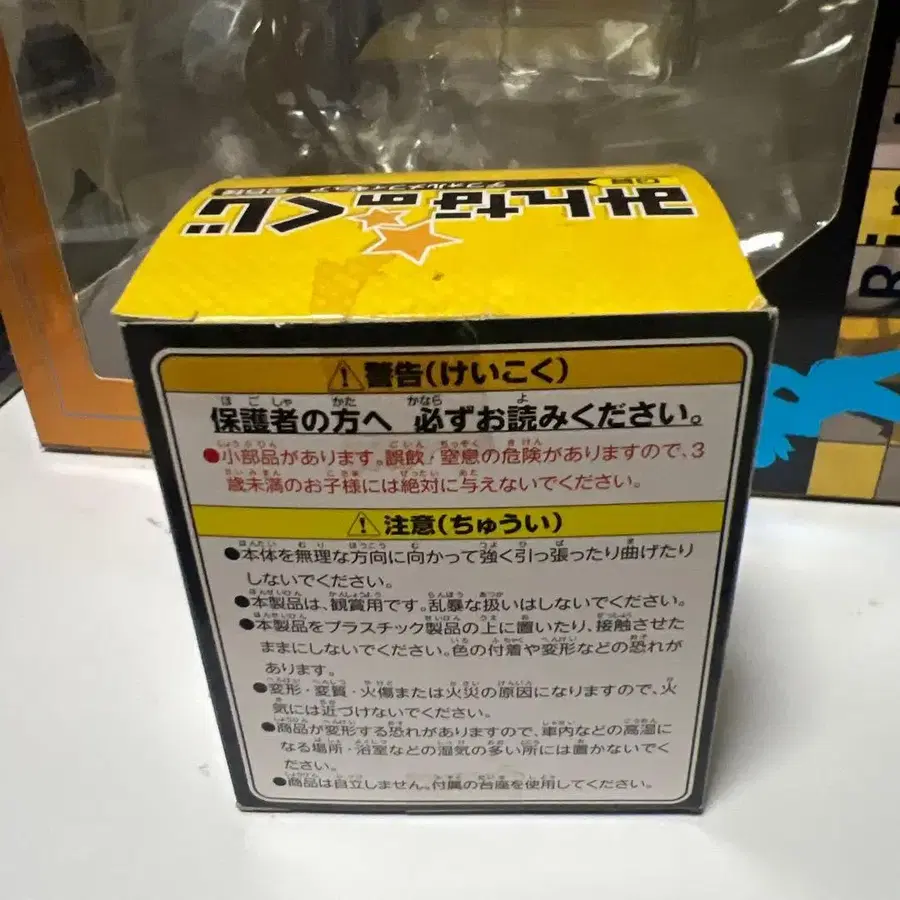 みんなのくじ
デフォルメフィギュア
⚠警告(けいこく)
保護者の方へ 必ずお読みください。
●小部品があります。誤飲・窒息の危険がありますので、3
歳未満のお子様には絶対に与えないでください。
⚠注意(ちゅうい)
●本体を無理な方向に向かって強く引っ張ったり曲げたり
しないでください。
●本製品は、観賞用です。乱暴な扱いはしないでください。
●本製品をプラスチック製品の上に置いたり、接触させた
ままにしないでください。色の付着や変形などの恐れが
あります。
●変形・変質・火傷または火災の原因になりますので、火
気には近づけないでください。
●商品が変形する恐れがありますので、車内などの高温に
なる場所・浴室などの湿気の多い所には置かないでく
ださい。
●商品は自立しません。付属の台座を使用してください。